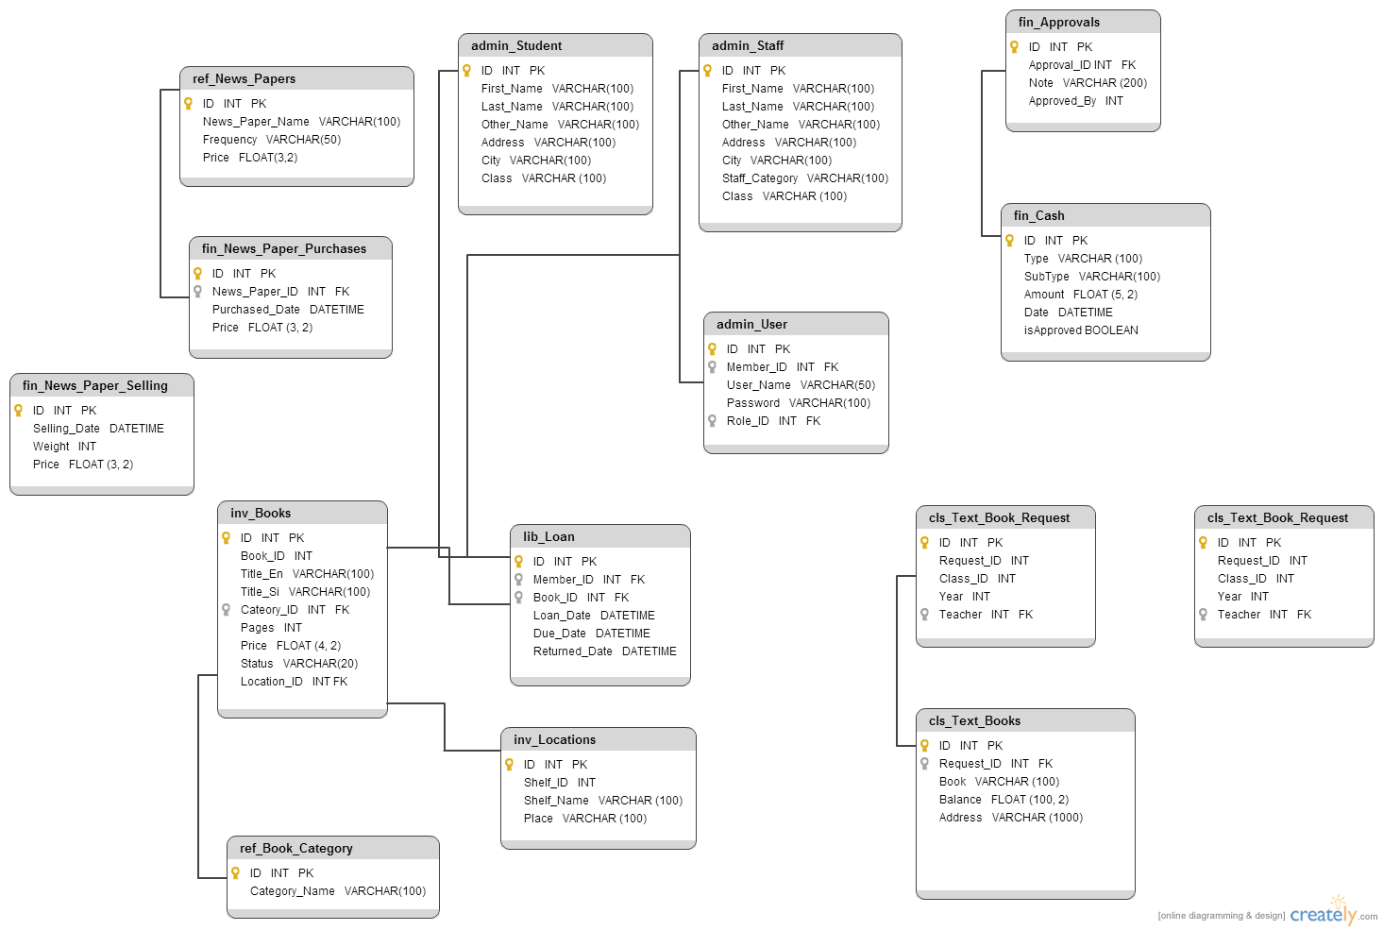 ref_News_Papers
ID INT PK
News_Paper_Name VARCHAR(100)
Frequency VARCHAR(50)
Price FLOAT(3,2)
fin_News_Paper_Purchases
ID INT PK
News_Paper_ID INT FK
Purchased_Date DATETIME
Price FLOAT (3, 2)
fin_News_Paper_Selling
ID INT PK
Selling_Date DATETIME
Weight INT
Price FLOAT (3, 2)
admin_Student
ID INT PK
First_Name VARCHAR(100)
Last_Name VARCHAR(100)
Other_Name VARCHAR(100)
Address VARCHAR(100)
City VARCHAR(100)
Class VARCHAR (100)
admin_Staff
ID INT PK
First_Name VARCHAR(100)
Last_Name VARCHAR(100)
Other_Name VARCHAR(100)
Address VARCHAR(100)
City VARCHAR(100)
Staff_Category VARCHAR(100)
Class VARCHAR (100)
fin_Approvals
ID INT PK
Approval_ID INT FK
Note VARCHAR (200)
Approved_By INT
fin_Cash
ID INT PK
Type VARCHAR (100)
SubType VARCHAR(100)
Amount FLOAT (5, 2)
Date DATETIME
isApproved BOOLEAN
admin_User
ID INT PK
Member_ID INT FK
User_Name VARCHAR(50)
Password VARCHAR(100)
Role_ID INT FK
inv_Books
ID INT PK
Book_ID INT
Title_En VARCHAR(100)
Title_Si VARCHAR(100)
Cateory_ID INT FK
Pages INT
Price FLOAT (4, 2)
Status VARCHAR(20)
Location_ID INT FK
lib_Loan
ID INT PK
Member_ID INT FK
Book_ID INT FK
Loan_Date DATETIME
Due_Date DATETIME
Returned_Date DATETIME
inv_Locations
ID INT PK
Shelf_ID INT
Shelf_Name VARCHAR (100)
Place VARCHAR (100)
ref_Book_Category
ID INT PK
Category_Name VARCHAR(100)
cls_Text_Book_Request
ID INT PK
Request_ID INT
Class_ID INT
Year INT
Teacher INT FK
cls_Text_Book_Request
ID INT PK
Request_ID INT
Class_ID INT
Year INT
Teacher INT FK
cls_Text_Books
ID INT PK
Request_ID INT FK
Book VARCHAR (100)
Balance FLOAT (100, 2)
Address VARCHAR (1000)
[online diagramming & design] creately.com